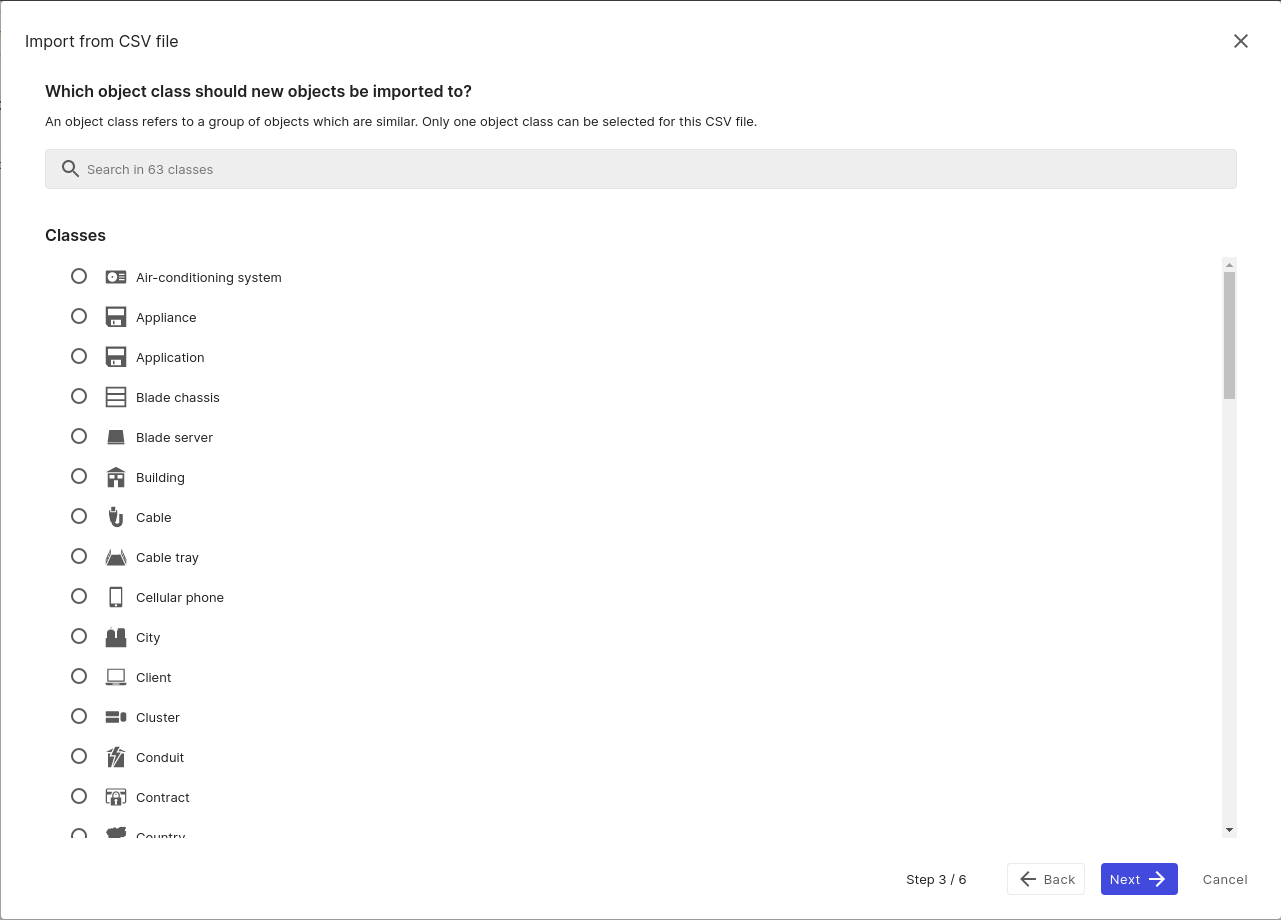 Import from CSV file
Which object class should new objects be imported to?
An object class refers to a group of objects which are similar. Only one object class can be selected for this CSV file.
Search in 63 classes
Classes
Air-conditioning system
Appliance
Application
Blade chassis
Blade server
Building
Cable
Cable tray
Cellular phone
City
Client
Cluster
Conduit
Contract
Country
Step 3 / 6
Back
Next
Cancel